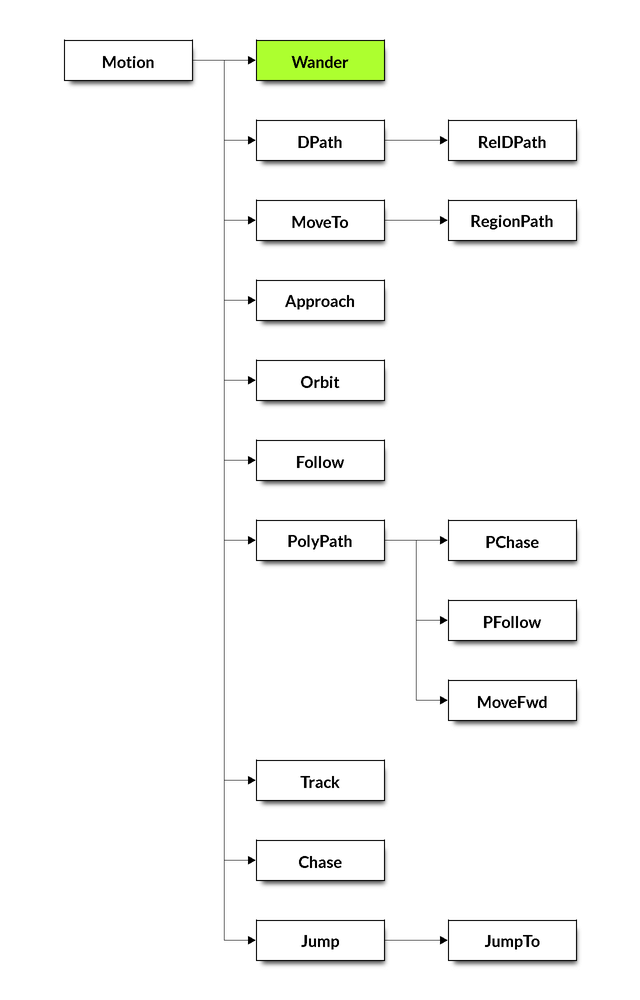 Motion
Wander
DPath
RelDPath
MoveTo
RegionPath
Approach
Orbit
Follow
PolyPath
PChase
PFollow
MoveFwd
Track
Chase
Jump
JumpTo